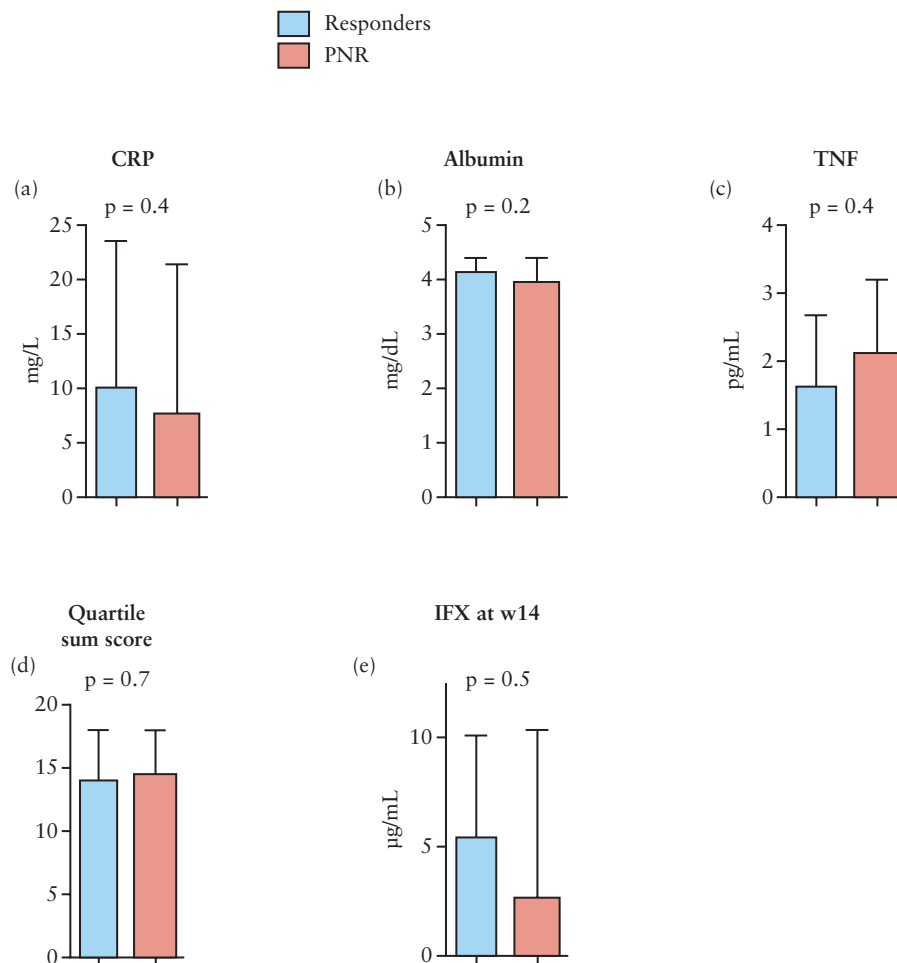 Responders
PNR
CRP
(a)
p = 0.4
25
20
15
10
5
0
mg/L
Albumin
(b)
p = 0.2
5
4
3
2
1
0
mg/dL
TNF
(c)
p = 0.4
4
3
2
1
0
pg/mL
Quartile
sum score
(d)
p = 0.7
20
15
10
5
0
IFX at w14
(e)
p = 0.5
10
5
0
µg/mL